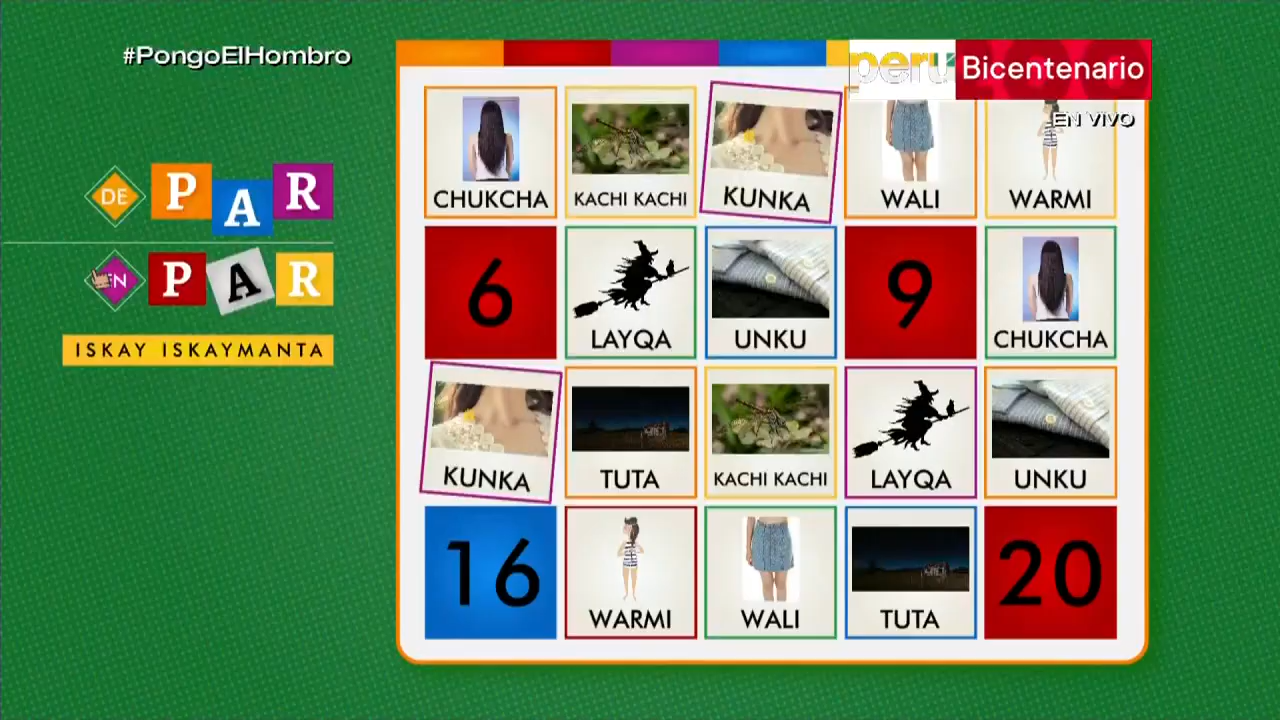 #PongoElHombro
perú Bicentenario
EN VIVO
DE PAR
EN PAR
ISKAY ISKAYMANTA
CHUKCHA KACHI KACHI KUNKA WALI WARMI
6 LAYQA UNKU 9 CHUKCHA
KUNKA TUTA KACHI KACHI LAYQA UNKU
16 WARMI WALI TUTA 20